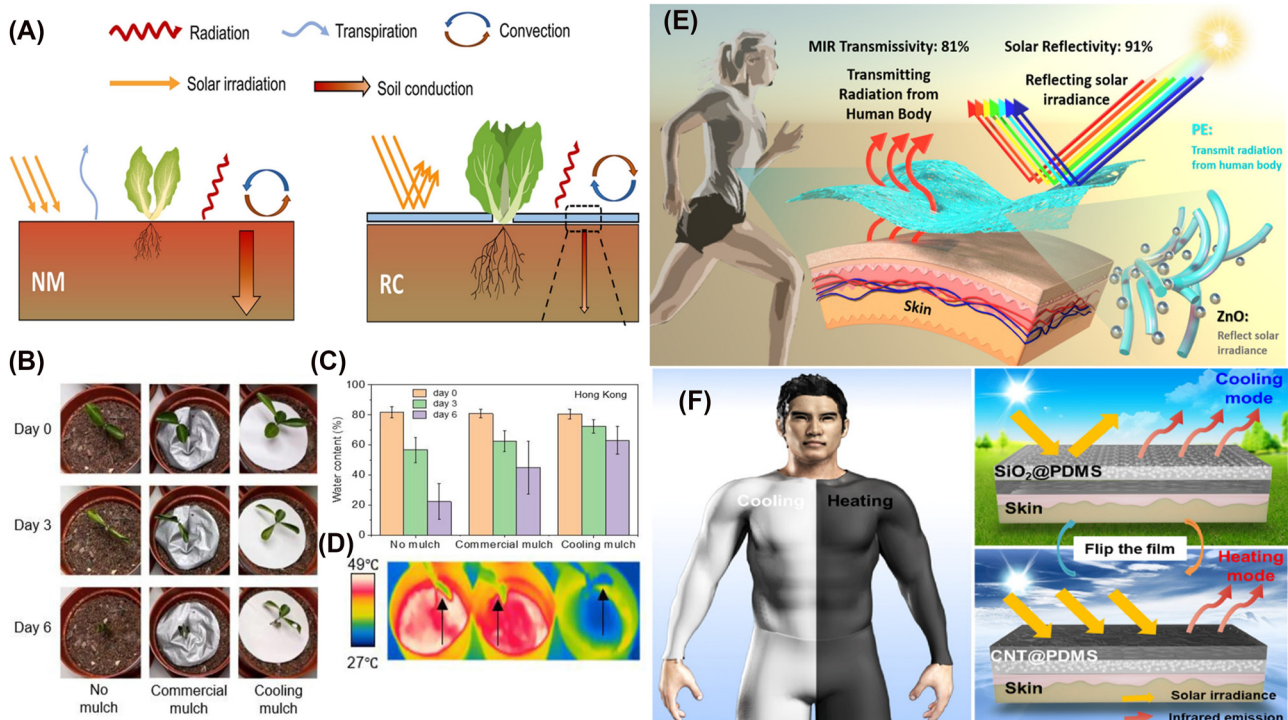 (A)
Radiation
Transpiration
Convection
Solar irradiation
Soil conduction
NM
RC
(B)
Day 0
Day 3
Day 6
No
mulch
Commercial
mulch
Cooling
mulch
(C)
100
80
60
40
20
0
Water content (%)
day 0
day 3
day 6
Hong Kong
No mulch
Commercial mulch
Cooling mulch
(D)
49℃
27℃
(E)
MIR Transmissivity: 81%
Transmitting
Radiation from
Human Body
Solar Reflectivity: 91%
Reflecting solar
irradiance
PE:
Transmit radiation
from human body
Skin
ZnO:
Reflect solar
irradiance
(F)
Cooling
Heating
Cooling
mode
SiO₂@PDMS
Skin
Flip the film
Heating
mode
CNT@PDMS
Skin
Solar irradiance
Infrared emission